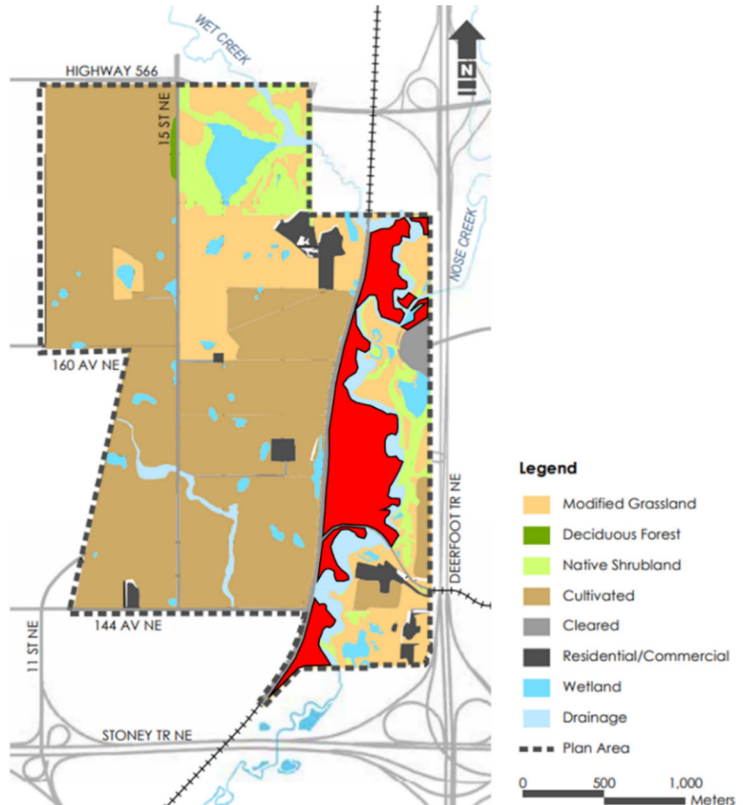 WET CREEK
HIGHWAY 566
N
15 ST NE
NOSE CREEK
160 AV NE
DEERFOOT TR NE
144 AV NE
11 ST NE
STONEY TR NE
Legend
Modified Grassland
Deciduous Forest
Native Shrubland
Cultivated
Cleared
Residential/Commercial
Wetland
Drainage
Plan Area
0 500 1,000
Meters